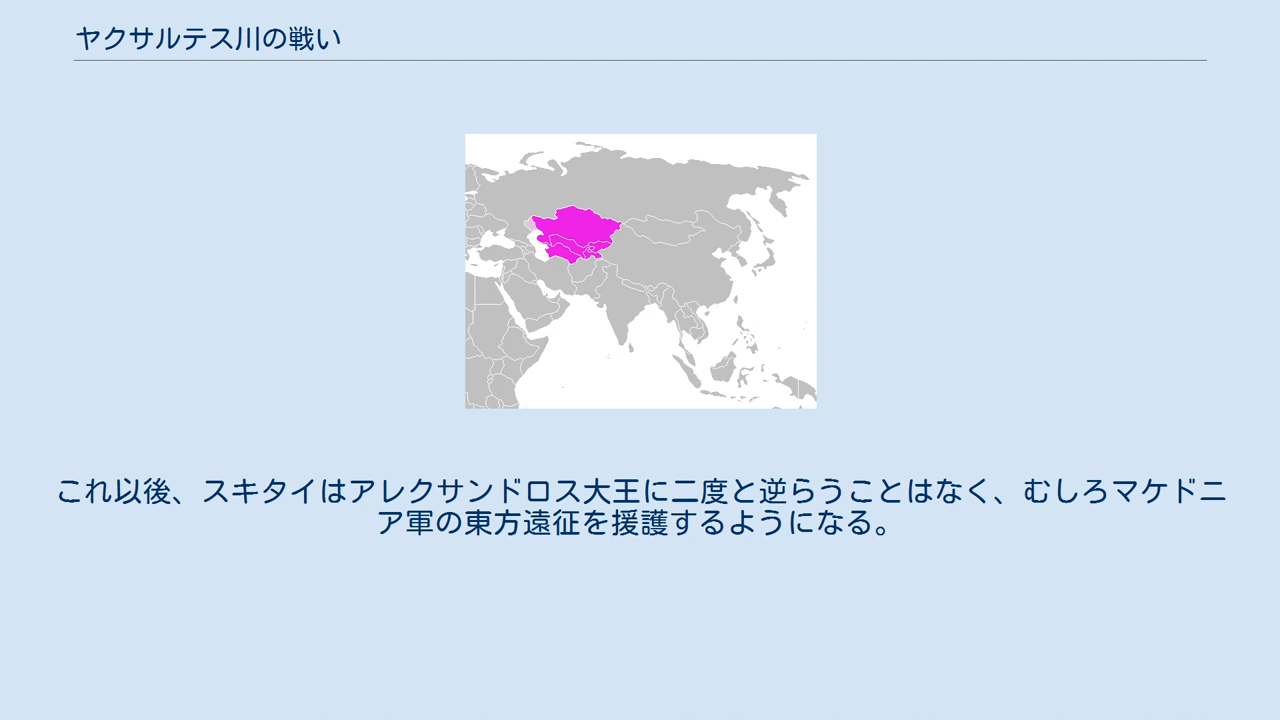 ヤクサルテス川の戦い
これ以後、スキタイはアレクサンドロス大王に二度と逆らうことはなく、むしろマケドニ
ア軍の東方遠征を援護するようになる。